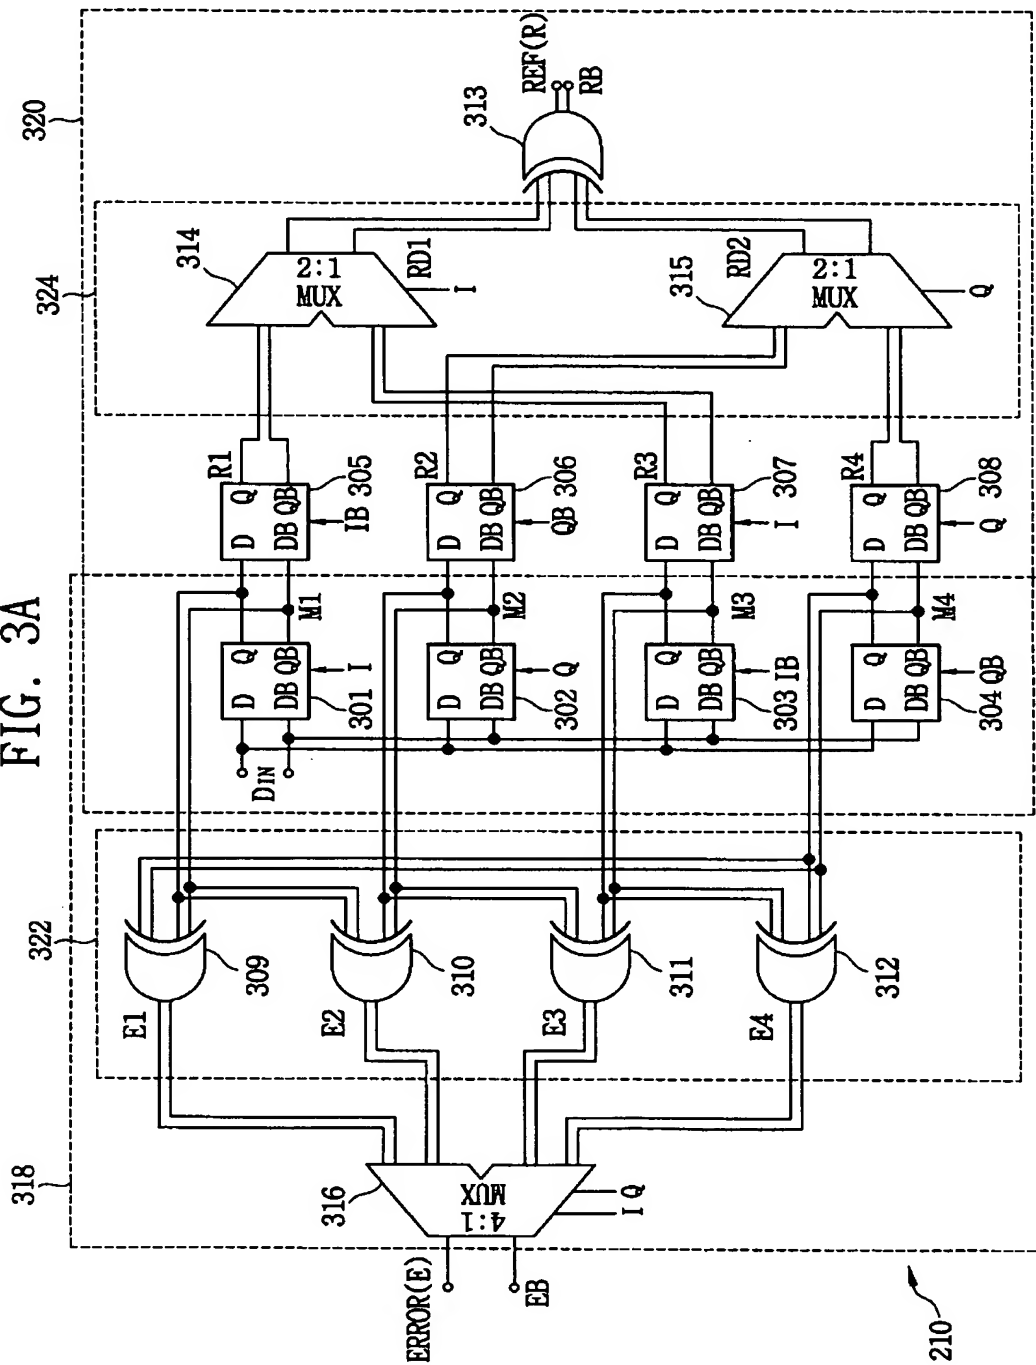 FIG. 3A
320
324
314
2:1
MUX
RD1
I
313
REF(R)
RB
RD2
315
2:1
MUX
Q
R1
D Q
DB QB
305
IB
R2
D Q
DB QB
306
QB
R3
D Q
DB QB
307
I
R4
D Q
DB QB
308
Q
M1
D Q
DB QB
301
I
M2
D Q
DB QB
302
Q
M3
D Q
DB QB
303
IB
M4
D Q
DB QB
304
QB
DIN
322
309
E1
310
E2
311
E3
312
E4
318
316
4:1
MUX
I Q
ERROR(E)
EB
210